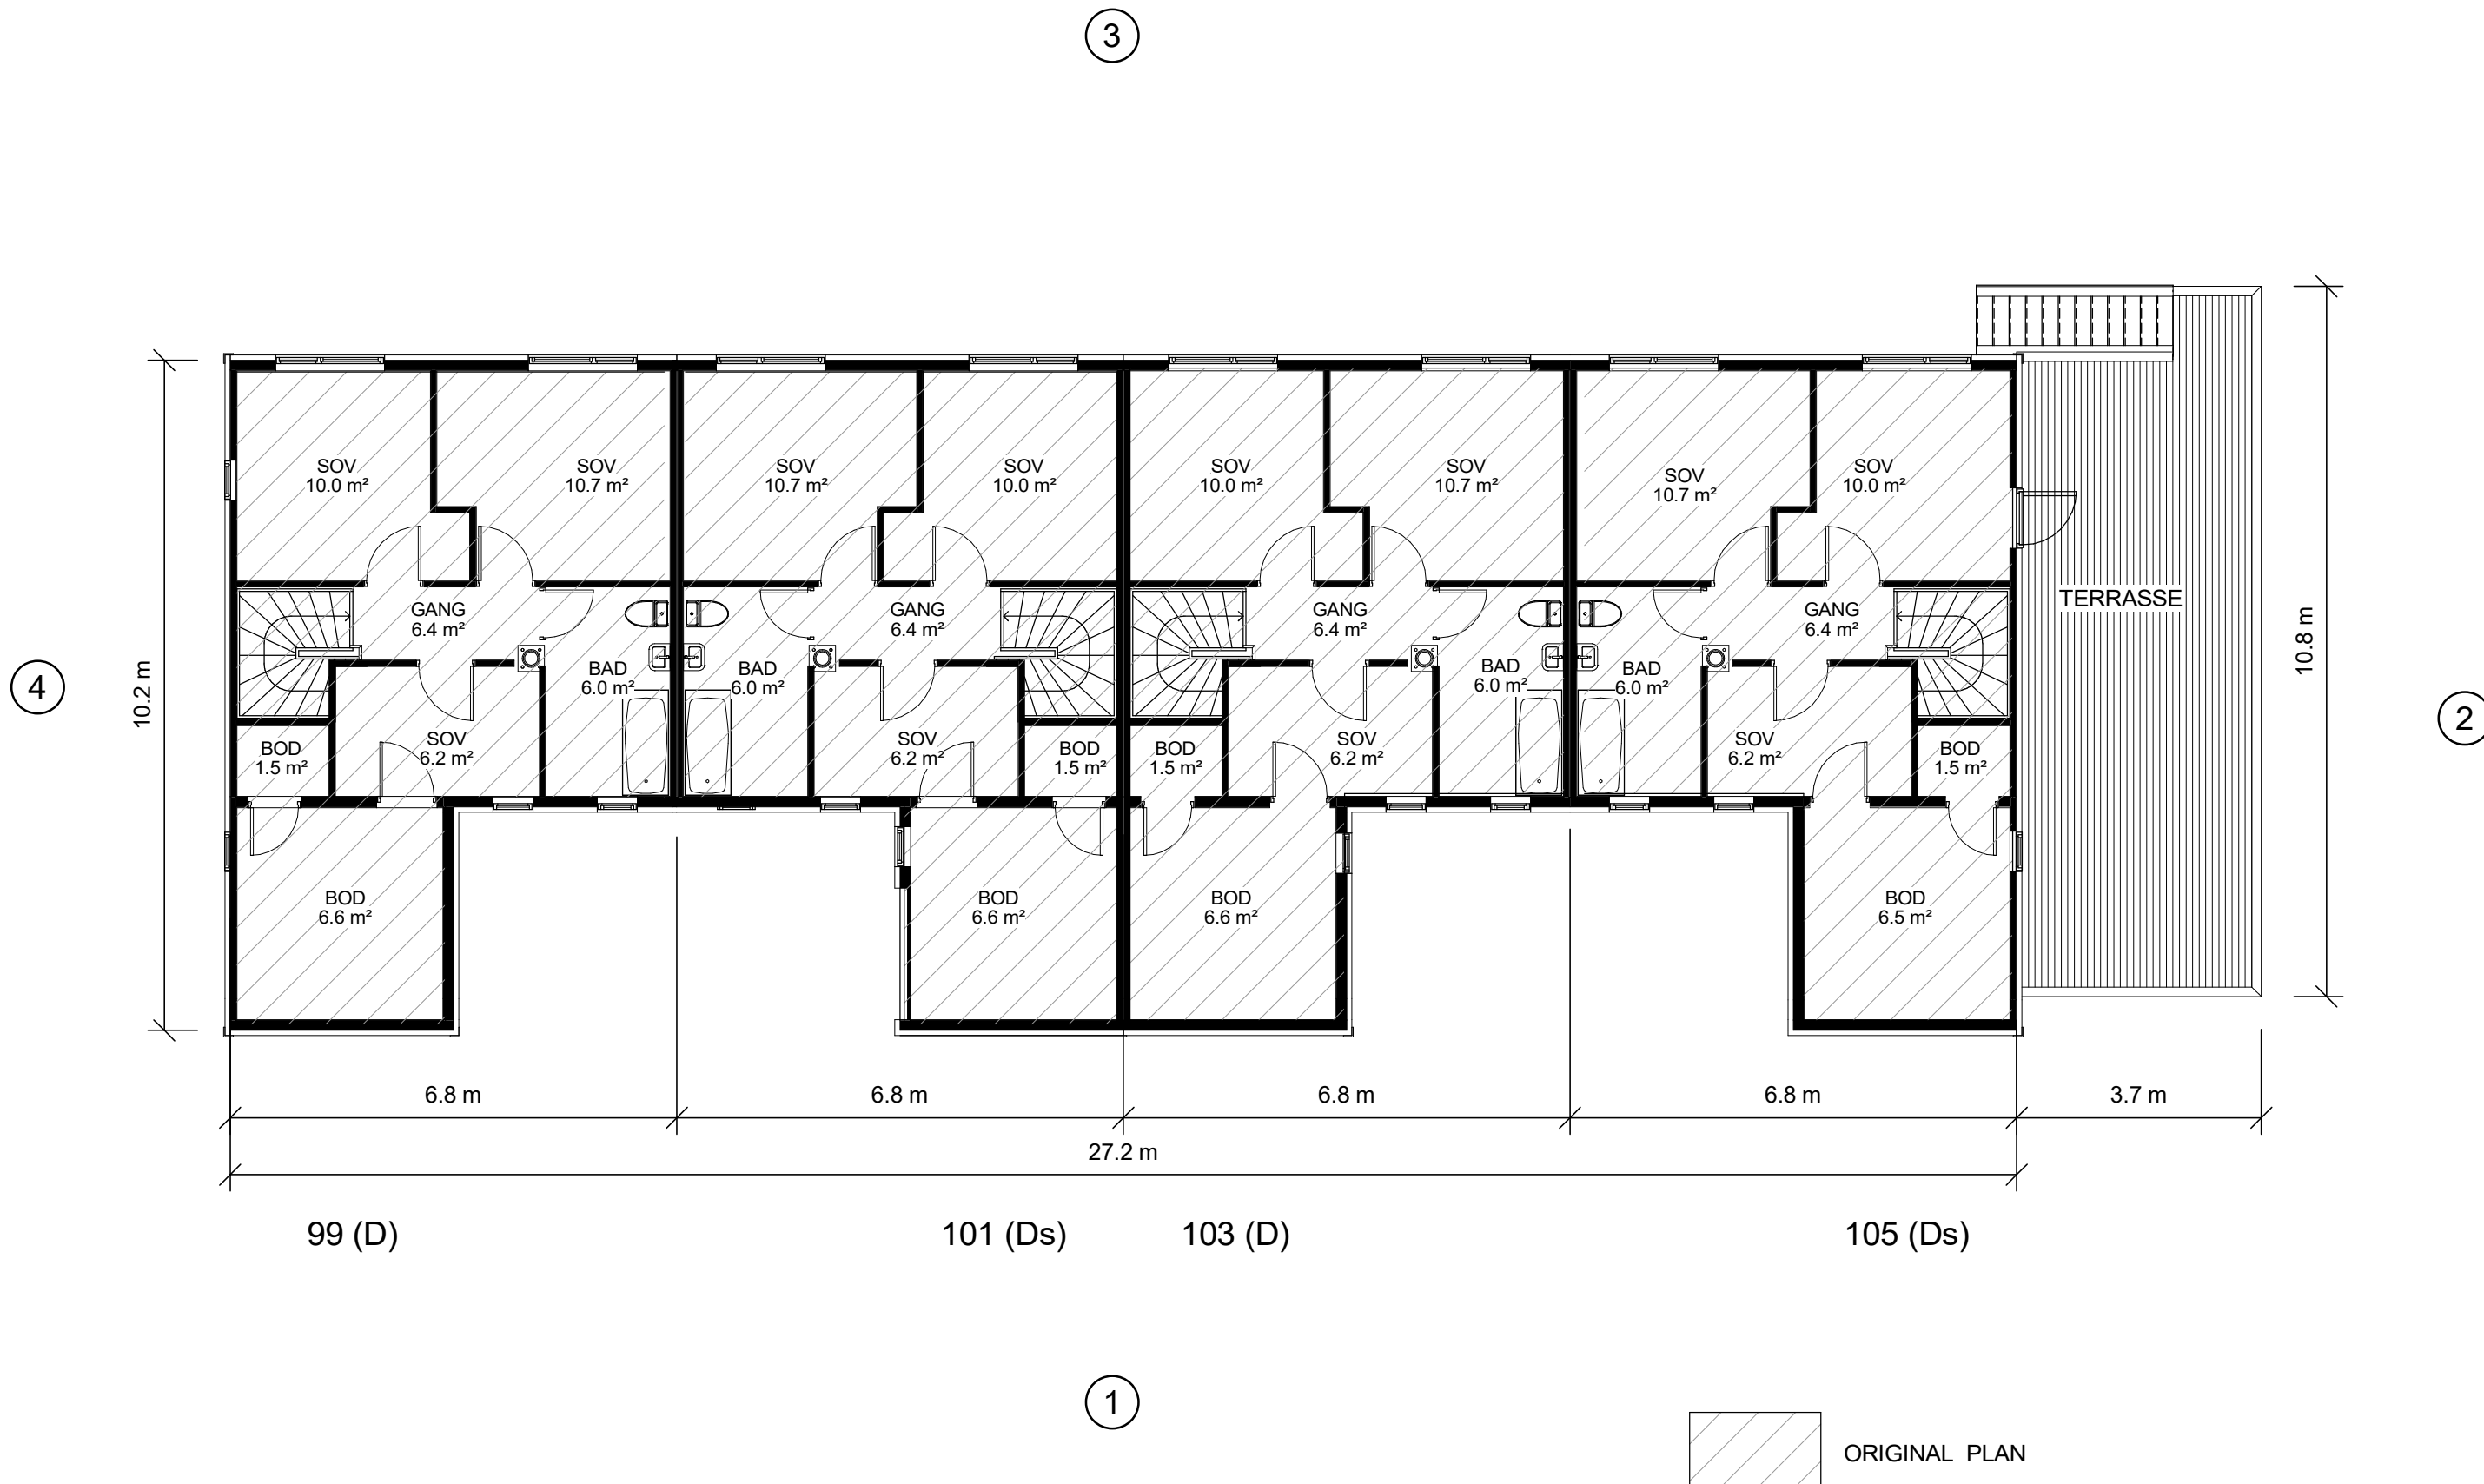 3
SOV
10.0 m²
SOV
10.7 m²
SOV
10.7 m²
SOV
10.0 m²
SOV
10.0 m²
SOV
10.7 m²
SOV
10.7 m²
SOV
10.0 m²
GANG
6.4 m²
GANG
6.4 m²
GANG
6.4 m²
GANG
6.4 m²
TERRASSE
BAD
6.0 m²
BAD
6.0 m²
BAD
6.0 m²
BAD
6.0 m²
4
10.2 m
10.8 m
2
BOD
1.5 m²
SOV
6.2 m²
SOV
6.2 m²
BOD
1.5 m²
BOD
1.5 m²
SOV
6.2 m²
SOV
6.2 m²
BOD
1.5 m²
BOD
6.6 m²
BOD
6.6 m²
BOD
6.6 m²
BOD
6.5 m²
6.8 m
6.8 m
6.8 m
6.8 m
3.7 m
27.2 m
99 (D)
101 (Ds)
103 (D)
105 (Ds)
1
ORIGINAL PLAN